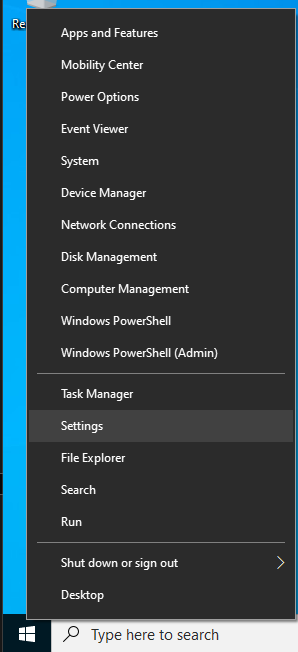 Re
Apps and Features
Mobility Center
Power Options
Event Viewer
System
Device Manager
Network Connections
Disk Management
Computer Management
Windows PowerShell
Windows PowerShell (Admin)
Task Manager
Settings
File Explorer
Search
Run
Shut down or sign out
Desktop
Type here to search